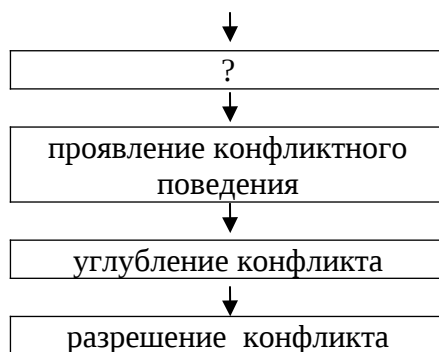 ?
проявление конфликтного
поведения
углубление конфликта
разрешение конфликта